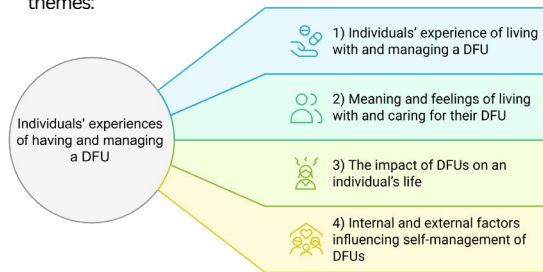 themes:
Individuals' experiences
of having and managing
a DFU
1) Individuals' experience of living
with and managing a DFU
2) Meaning and feelings of living
with and caring for their DFU
3) The impact of DFUs on an
individual's life
4) Internal and external factors
influencing self-management of
DFUs